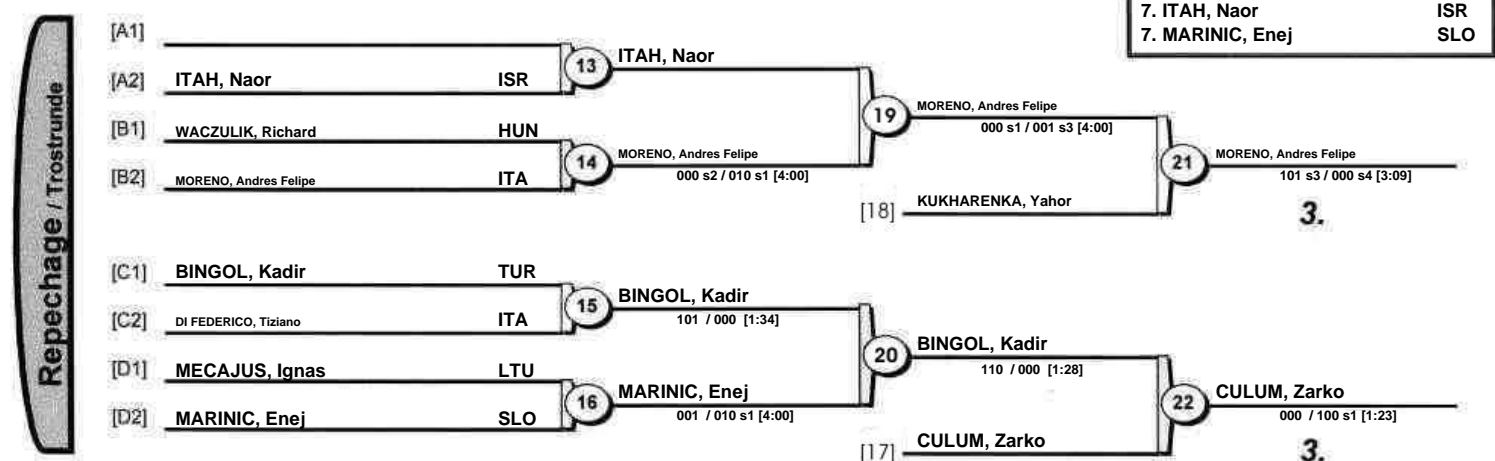 7. ITAH, Naor ISR
7. MARINIC, Enej SLO
Repechage / Trostrunde
[A1]
[A2] ITAH, Naor ISR
13 ITAH, Naor
[B1] WACZULIK, Richard HUN
[B2] MORENO, Andres Felipe ITA
14 MORENO, Andres Felipe
000 s2 / 010 s1 [4:00]
19 MORENO, Andres Felipe
000 s1 / 001 s3 [4:00]
[18] KUKHARENKA, Yahor
21 MORENO, Andres Felipe
101 s3 / 000 s4 [3:09]
3.
[C1] BINGOL, Kadir TUR
[C2] DI FEDERICO, Tiziano ITA
15 BINGOL, Kadir
101 / 000 [1:34]
[D1] MECAJUS, Ignas LTU
[D2] MARINIC, Enej SLO
16 MARINIC, Enej
001 / 010 s1 [4:00]
20 BINGOL, Kadir
110 / 000 [1:28]
[17] CULUM, Zarko
22 CULUM, Zarko
000 / 100 s1 [1:23]
3.